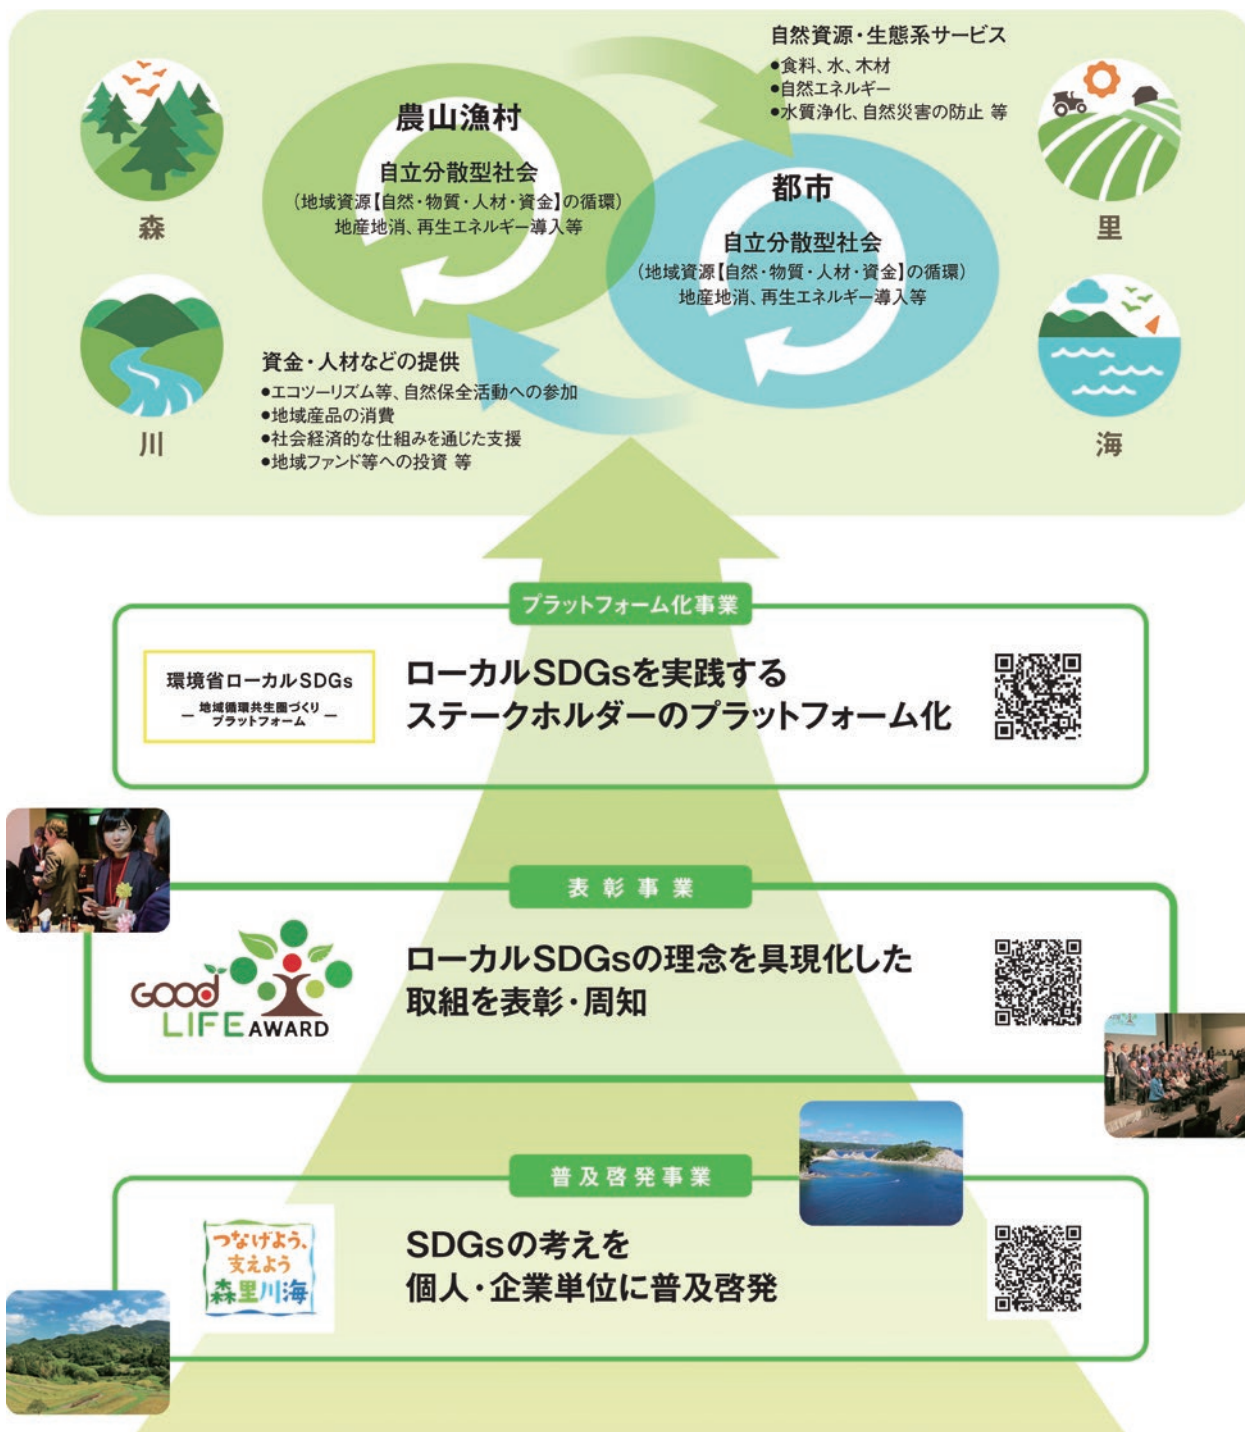 自然資源・生態系サービス
●食料、水、木材
●自然エネルギー
●水質浄化、自然災害の防止 等
森
農山漁村
自立分散型社会
(地域資源【自然・物質・人材・資金】の循環)
地産地消、再生エネルギー導入等
都市
自立分散型社会
(地域資源【自然・物質・人材・資金】の循環)
地産地消、再生エネルギー導入等
里
川
資金・人材などの提供
●エコツーリズム等、自然保全活動への参加
●地域産品の消費
●社会経済的な仕組みを通じた支援
●地域ファンド等への投資 等
海
プラットフォーム化事業
環境省ローカルSDGs
― 地域循環共生圏づくり
プラットフォーム ―
ローカルSDGsを実践する
ステークホルダーのプラットフォーム化
表彰事業
GOOD
LIFE AWARD
ローカルSDGsの理念を具現化した
取組を表彰・周知
普及啓発事業
つなげよう、
支えよう
森里川海
SDGsの考えを
個人・企業単位に普及啓発